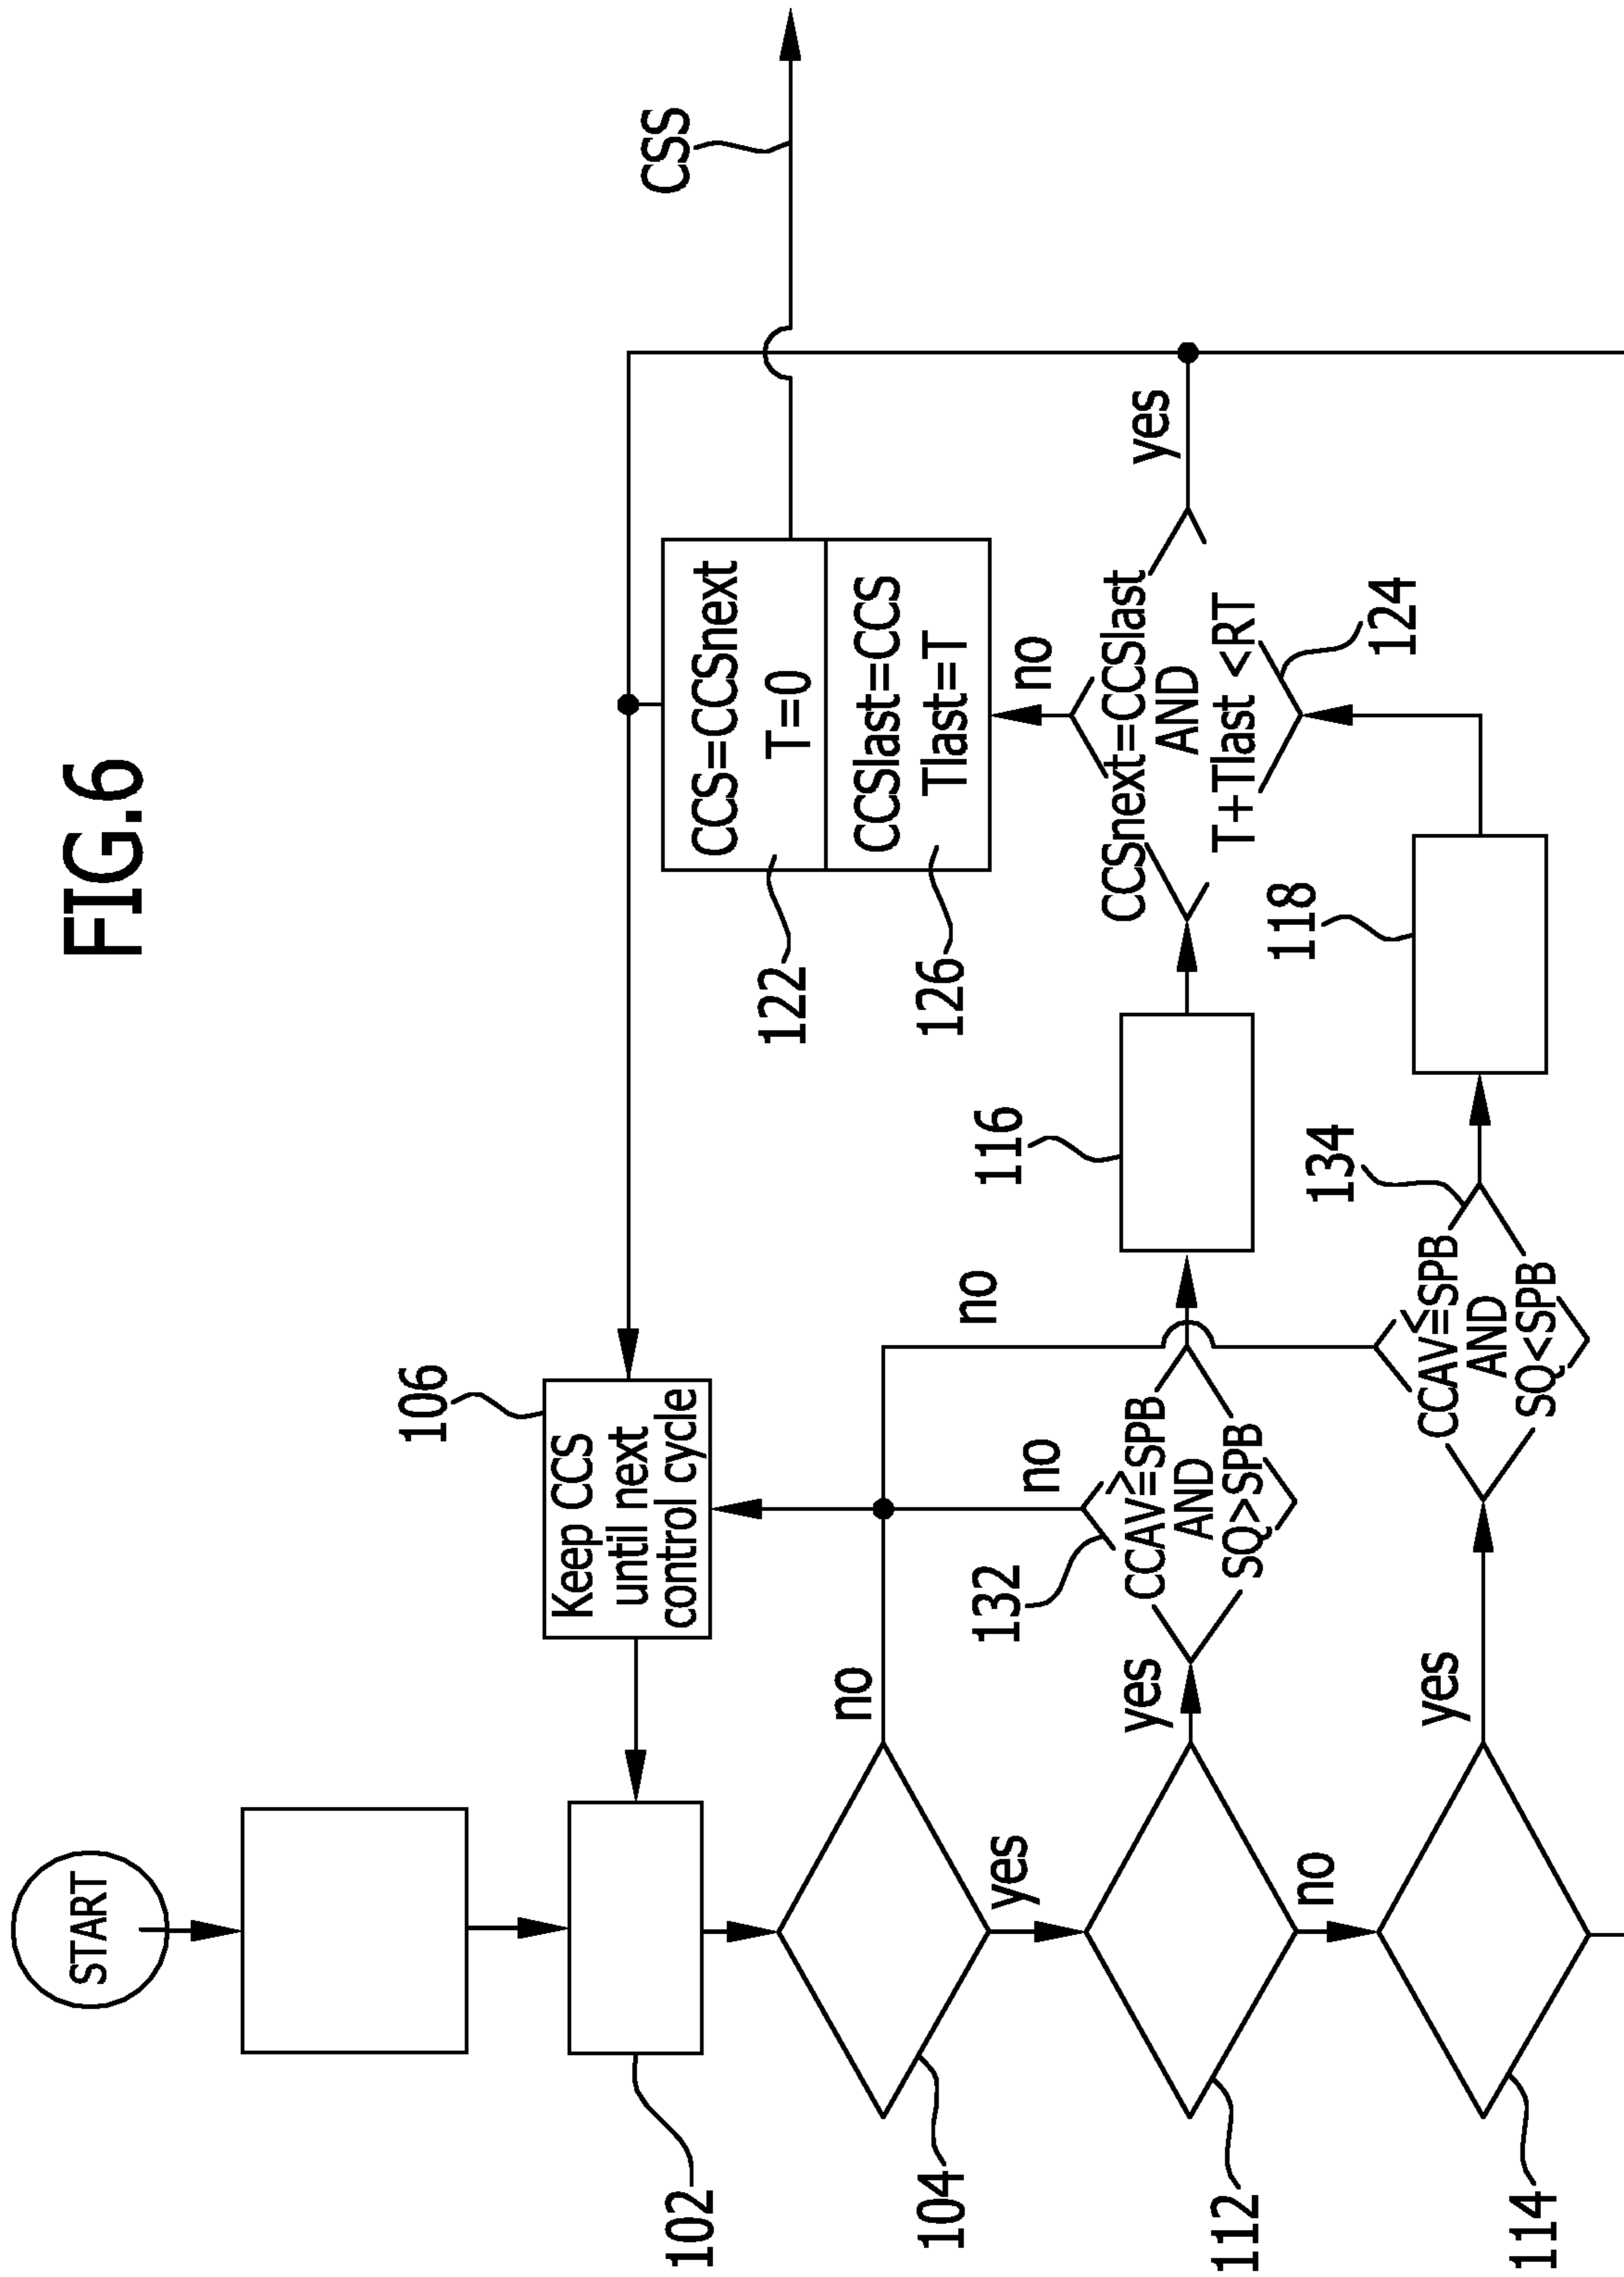 FIG.6
START
106
Keep CCS
until next
control cycle
CSS
102
122
CCS=CCSnext
T=0
126
CCSlast=CCS
Tlast=T
no
104
yes
no
no
132
CCAV≙SPB
AND
SQ>SPB
116
no
CCSnext=CCSlast
AND
T+Tlast <RT
yes
124
112
yes
no
134
CCAV≙SPB
AND
SQ<SPB
118
114
yes